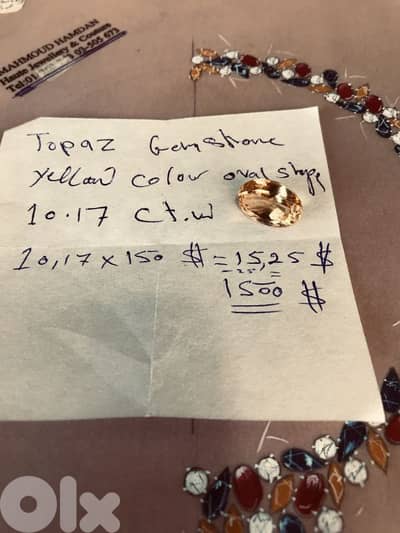 MAHMOUD HAMDAN
Haute Jewellery & Couture
Topaz Gemstone
yellow colour oval shape
10.17 ct.w
10,17 x 150 $ = 15,25 $
1500 $
OLX